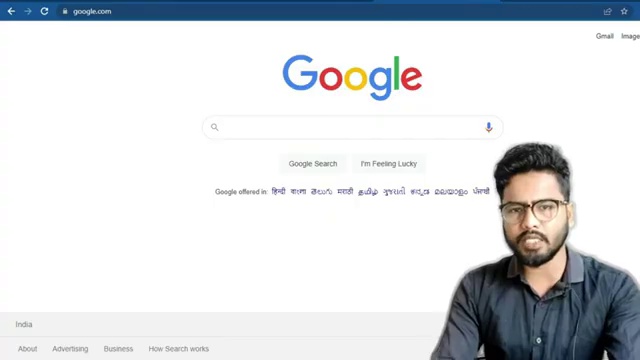 google.com
Gmail Image
Google
Google Search I'm Feeling Lucky
Google offered in: हिन्दी বাংলা తెలుగు मराठी தமிழ் ગુજરાતી ಕನ್ನಡ മലയാളം ਪੰਜਾਬੀ
India
About Advertising Business How Search works